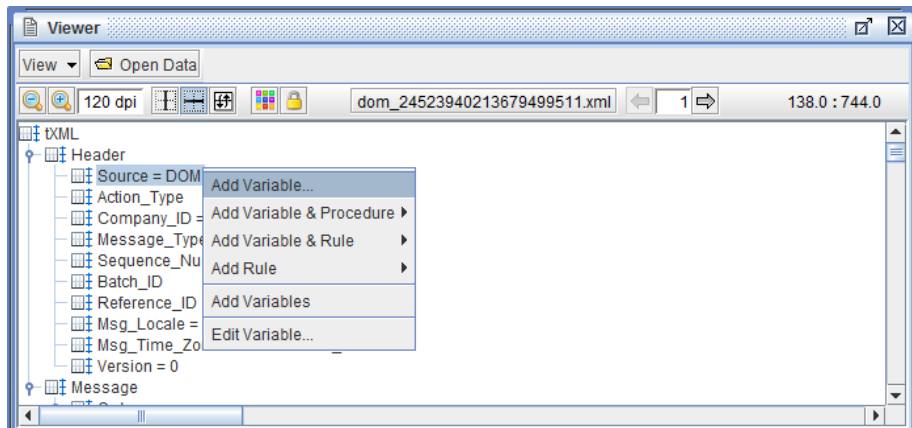 Viewer
View Open Data
120 dpi dom_24523940213679499511.xml 1 138.0 : 744.0
tXML
Header
Source = DOM
Action_Type
Company_ID =
Message_Type
Sequence_Nu
Batch_ID
Reference_ID
Msg_Locale =
Msg_Time_Zo
Version = 0
Message
Add Variable...
Add Variable & Procedure
Add Variable & Rule
Add Rule
Add Variables
Edit Variable...